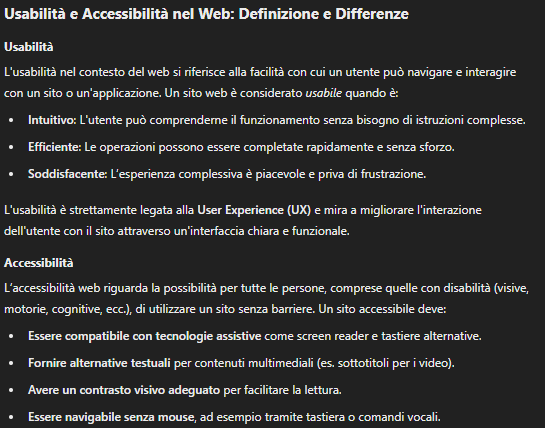 Usabilità e Accessibilità nel Web: Definizione e Differenze
Usabilità
L'usabilità nel contesto del web si riferisce alla facilità con cui un utente può navigare e interagire
con un sito o un'applicazione. Un sito web è considerato usabile quando è:
• Intuitivo: L'utente può comprenderne il funzionamento senza bisogno di istruzioni complesse.
• Efficiente: Le operazioni possono essere completate rapidamente e senza sforzo.
• Soddisfacente: L'esperienza complessiva è piacevole e priva di frustrazione.
L'usabilità è strettamente legata alla User Experience (UX) e mira a migliorare l'interazione
dell'utente con il sito attraverso un'interfaccia chiara e funzionale.
Accessibilità
L'accessibilità web riguarda la possibilità per tutte le persone, comprese quelle con disabilità (visive,
motorie, cognitive, ecc.), di utilizzare un sito senza barriere. Un sito accessibile deve:
• Essere compatibile con tecnologie assistive come screen reader e tastiere alternative.
• Fornire alternative testuali per contenuti multimediali (es. sottotitoli per i video).
• Avere un contrasto visivo adeguato per facilitare la lettura.
• Essere navigabile senza mouse, ad esempio tramite tastiera o comandi vocali.